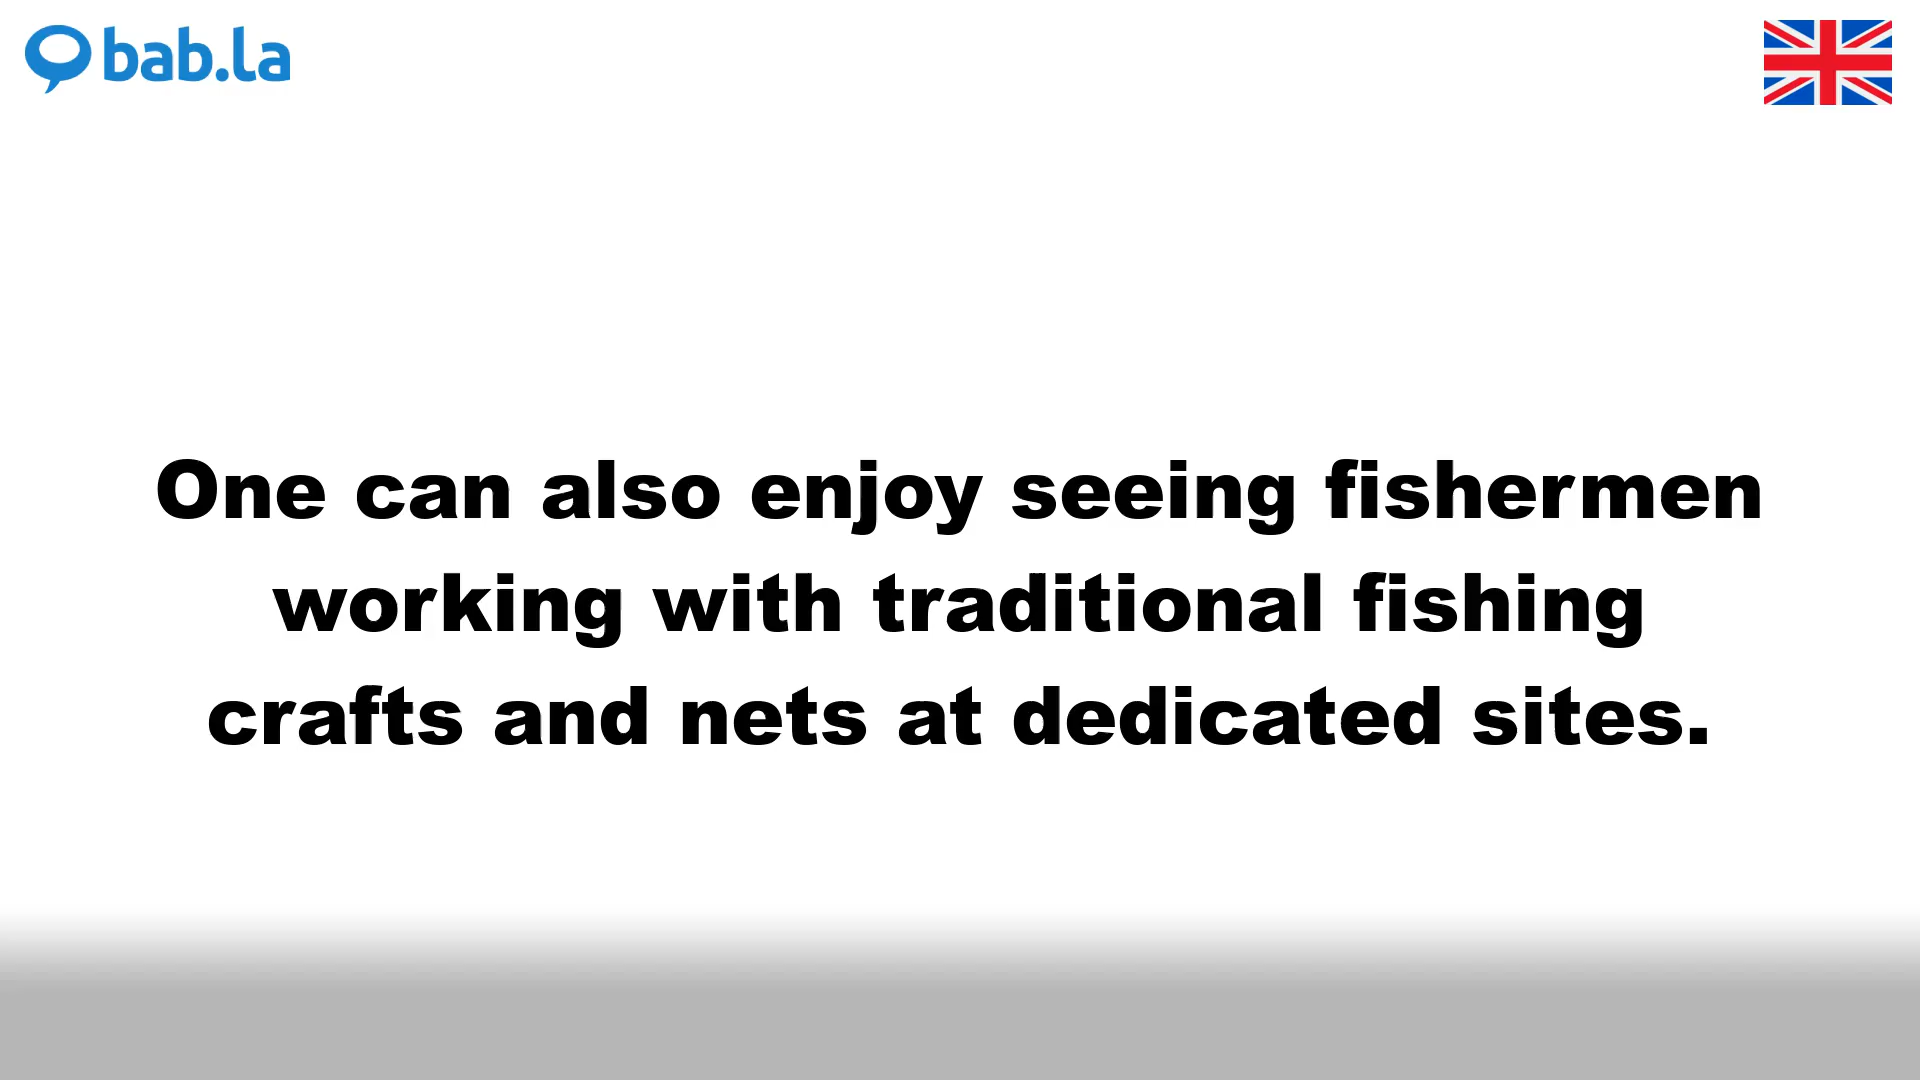 bab.la
One can also enjoy seeing fishermen
working with traditional fishing
crafts and nets at dedicated sites.